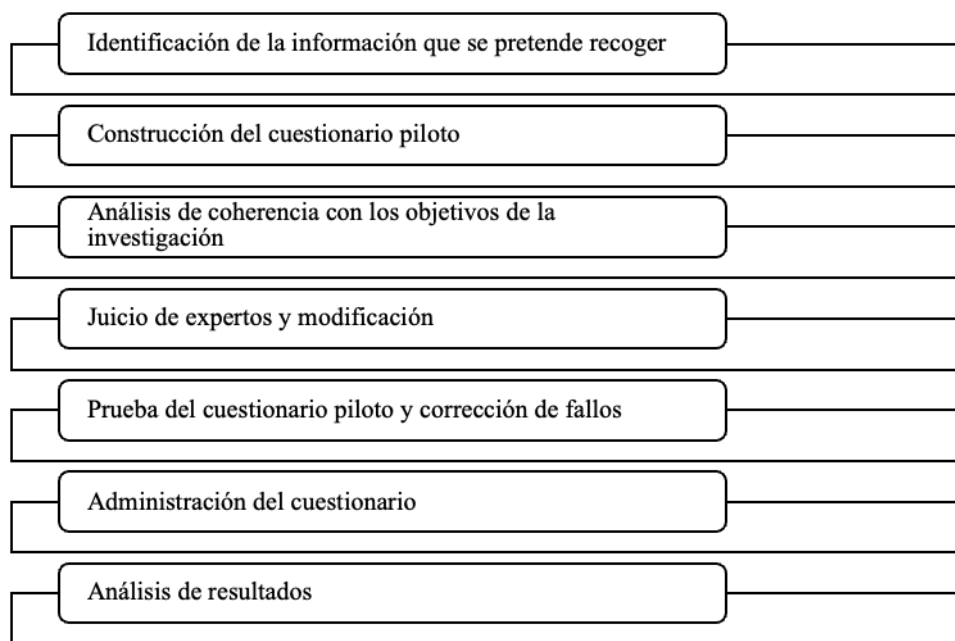 Identificación de la información que se pretende recoger
Construcción del cuestionario piloto
Análisis de coherencia con los objetivos de la
investigación
Juicio de expertos y modificación
Prueba del cuestionario piloto y corrección de fallos
Administración del cuestionario
Análisis de resultados